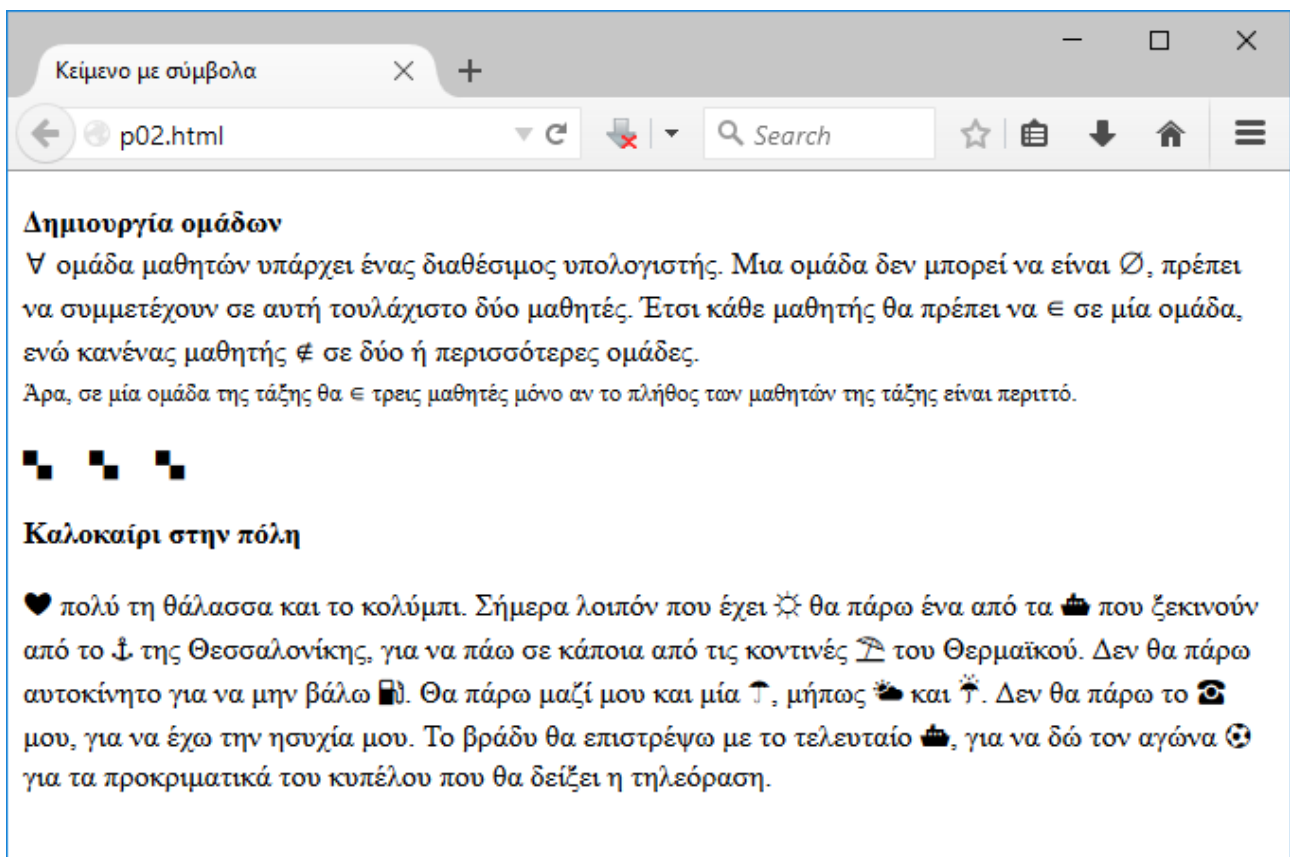 Κείμενο με σύμβολα
p02.html
Search
Δημιουργία ομάδων
∀ ομάδα μαθητών υπάρχει ένας διαθέσιμος υπολογιστής. Μια ομάδα δεν μπορεί να είναι ∅, πρέπει
να συμμετέχουν σε αυτή τουλάχιστο δύο μαθητές. Έτσι κάθε μαθητής θα πρέπει να ∈ σε μία ομάδα,
ενώ κανένας μαθητής ∉ σε δύο ή περισσότερες ομάδες.
Άρα, σε μία ομάδα της τάξης θα ∈ τρεις μαθητές μόνο αν το πλήθος των μαθητών της τάξης είναι περιττό.
▚ ▚ ▚
Καλοκαίρι στην πόλη
♥ πολύ τη θάλασσα και το κολύμπι. Σήμερα λοιπόν που έχει ☼ θα πάρω ένα από τα ⛴ που ξεκινούν
από το ⚓ της Θεσσαλονίκης, για να πάω σε κάποια από τις κοντινές ⛱ του Θερμαϊκού. Δεν θα πάρω
αυτοκίνητο για να μην βάλω ⛽. Θα πάρω μαζί μου και μία ☂, μήπως ⛅ και ☔. Δεν θα πάρω το ☎
μου, για να έχω την ησυχία μου. Το βράδυ θα επιστρέψω με το τελευταίο ⛴, για να δώ τον αγώνα ⚽
για τα προκριματικά του κυπέλου που θα δείξει η τηλεόραση.